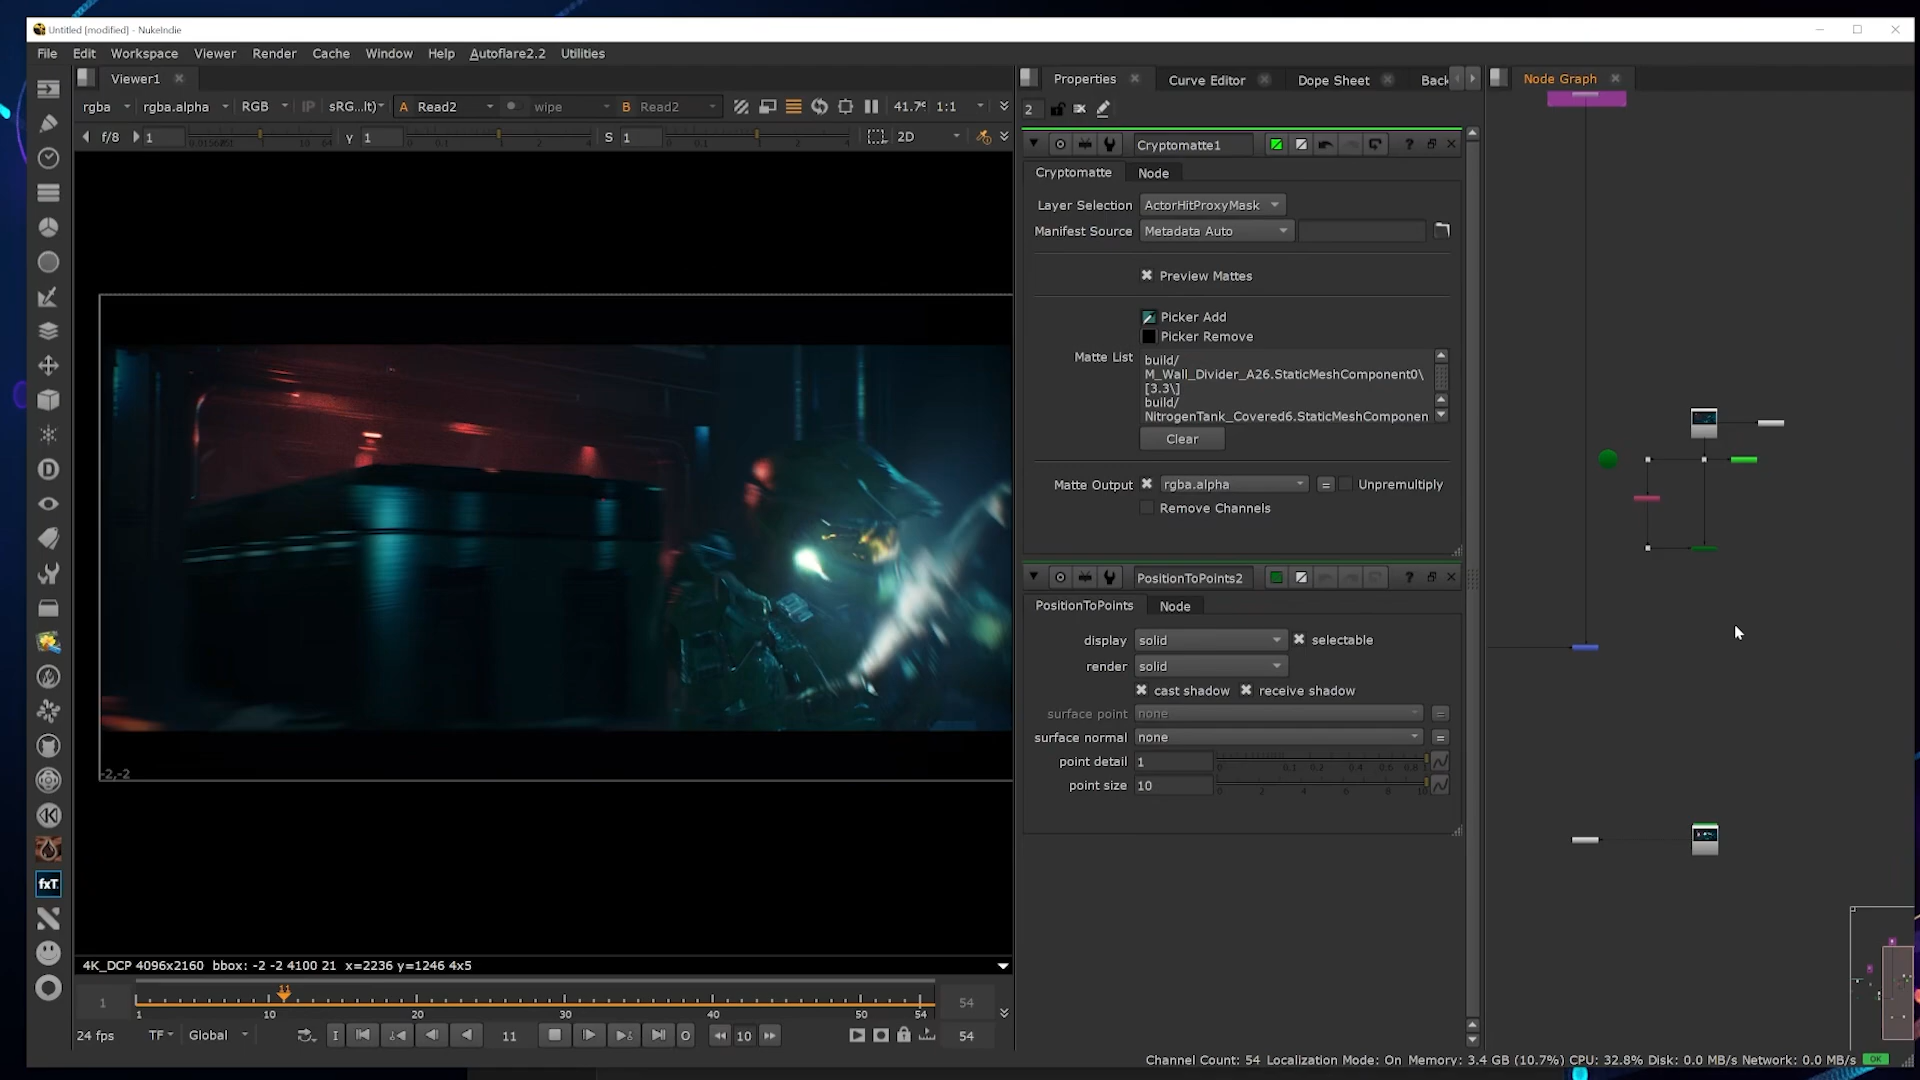 Untitled [modified] - NukeIndie
File Edit Workspace Viewer Render Cache Window Help Autoflare2.2 Utilities
Viewer1
rgba rgba.alpha RGB IP sRG...lt) A Read2 wipe B Read2 41.7% 1:1
f/8 1 Y 1 S 1 2D
Properties Curve Editor Dope Sheet Back
2
Cryptomatte1
Cryptomatte Node
Layer Selection ActorHitProxyMask
Manifest Source Metadata Auto
Preview Mattes
Picker Add
Picker Remove
Matte List build/
M_Wall_Divider_A26.StaticMeshComponent0\
[3.3\]
build/
NitrogenTank_Covered6.StaticMeshComponen
Clear
Matte Output rgba.alpha = Unpremultiply
Remove Channels
PositionToPoints2
PositionToPoints Node
display solid selectable
render solid
cast shadow receive shadow
surface point none =
surface normal none =
point detail 1
point size 10
Node Graph
-2,-2
4K_DCP 4096x2160 bbox: -2 -2 4100 21 x=2236 y=1246 4x5
1 11 54
1 10 20 30 40 50 54
24 fps TF Global I 11 O 10 54
D
fxT
Channel Count: 54 Localization Mode: On Memory: 3.4 GB (10.7%) CPU: 32.8% Disk: 0.0 MB/s Network: 0.0 MB/s OK